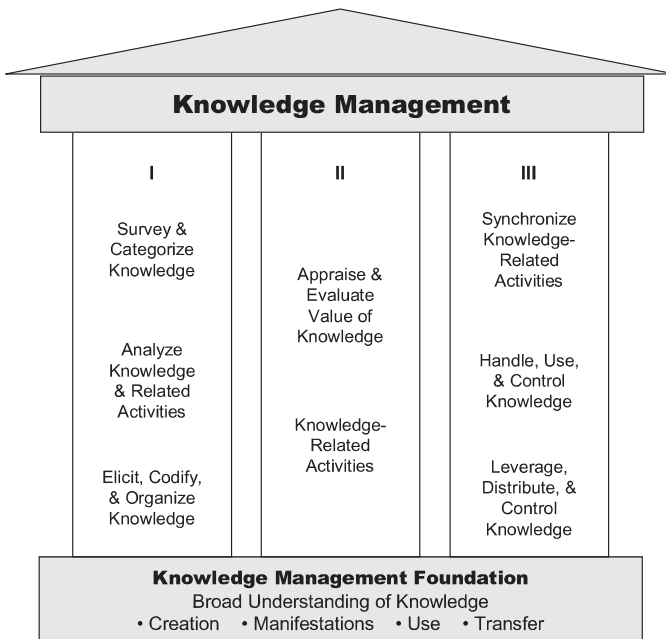 Knowledge Management
I
Survey &
Categorize
Knowledge
Analyze
Knowledge
& Related
Activities
Elicit, Codify,
& Organize
Knowledge
II
Appraise &
Evaluate
Value of
Knowledge
Knowledge-
Related
Activities
III
Synchronize
Knowledge-
Related
Activities
Handle, Use,
& Control
Knowledge
Leverage,
Distribute, &
Control
Knowledge
Knowledge Management Foundation
Broad Understanding of Knowledge
• Creation • Manifestations • Use • Transfer